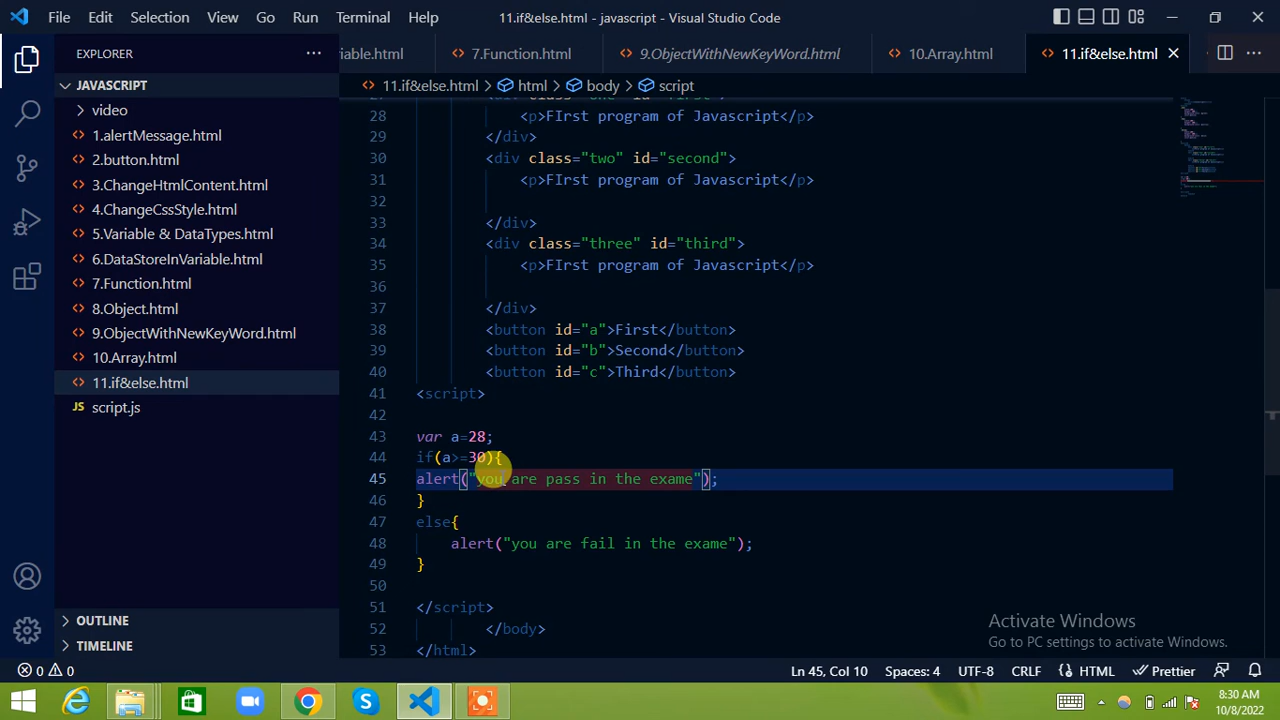 File Edit Selection View Go Run Terminal Help 11.if&else.html - javascript - Visual Studio Code
EXPLORER
JAVASCRIPT
video
1.alertMessage.html
2.button.html
3.ChangeHtmlContent.html
4.ChangeCssStyle.html
5.Variable & DataTypes.html
6.DataStoreInVariable.html
7.Function.html
8.Object.html
9.ObjectWithNewKeyWord.html
10.Array.html
11.if&else.html
JS script.js
OUTLINE
TIMELINE
riable.html 7.Function.html 9.ObjectWithNewKeyWord.html 10.Array.html 11.if&else.html
11.if&else.html > html > body > script
27 <div class="one" id="first">
28 <p>FIrst program of Javascript</p>
29 </div>
30 <div class="two" id="second">
31 <p>FIrst program of Javascript</p>
32
33 </div>
34 <div class="three" id="third">
35 <p>FIrst program of Javascript</p>
36
37 </div>
38 <button id="a">First</button>
39 <button id="b">Second</button>
40 <button id="c">Third</button>
41 <script>
42
43 var a=28;
44 if(a>=30){
45 alert("you are pass in the exame");
46 }
47 else{
48 alert("you are fail in the exame");
49 }
50
51 </script>
52 </body>
53 </html>
Activate Windows
Go to PC settings to activate Windows.
0 0 Ln 45, Col 10 Spaces: 4 UTF-8 CRLF HTML Prettier
8:30 AM
10/8/2022